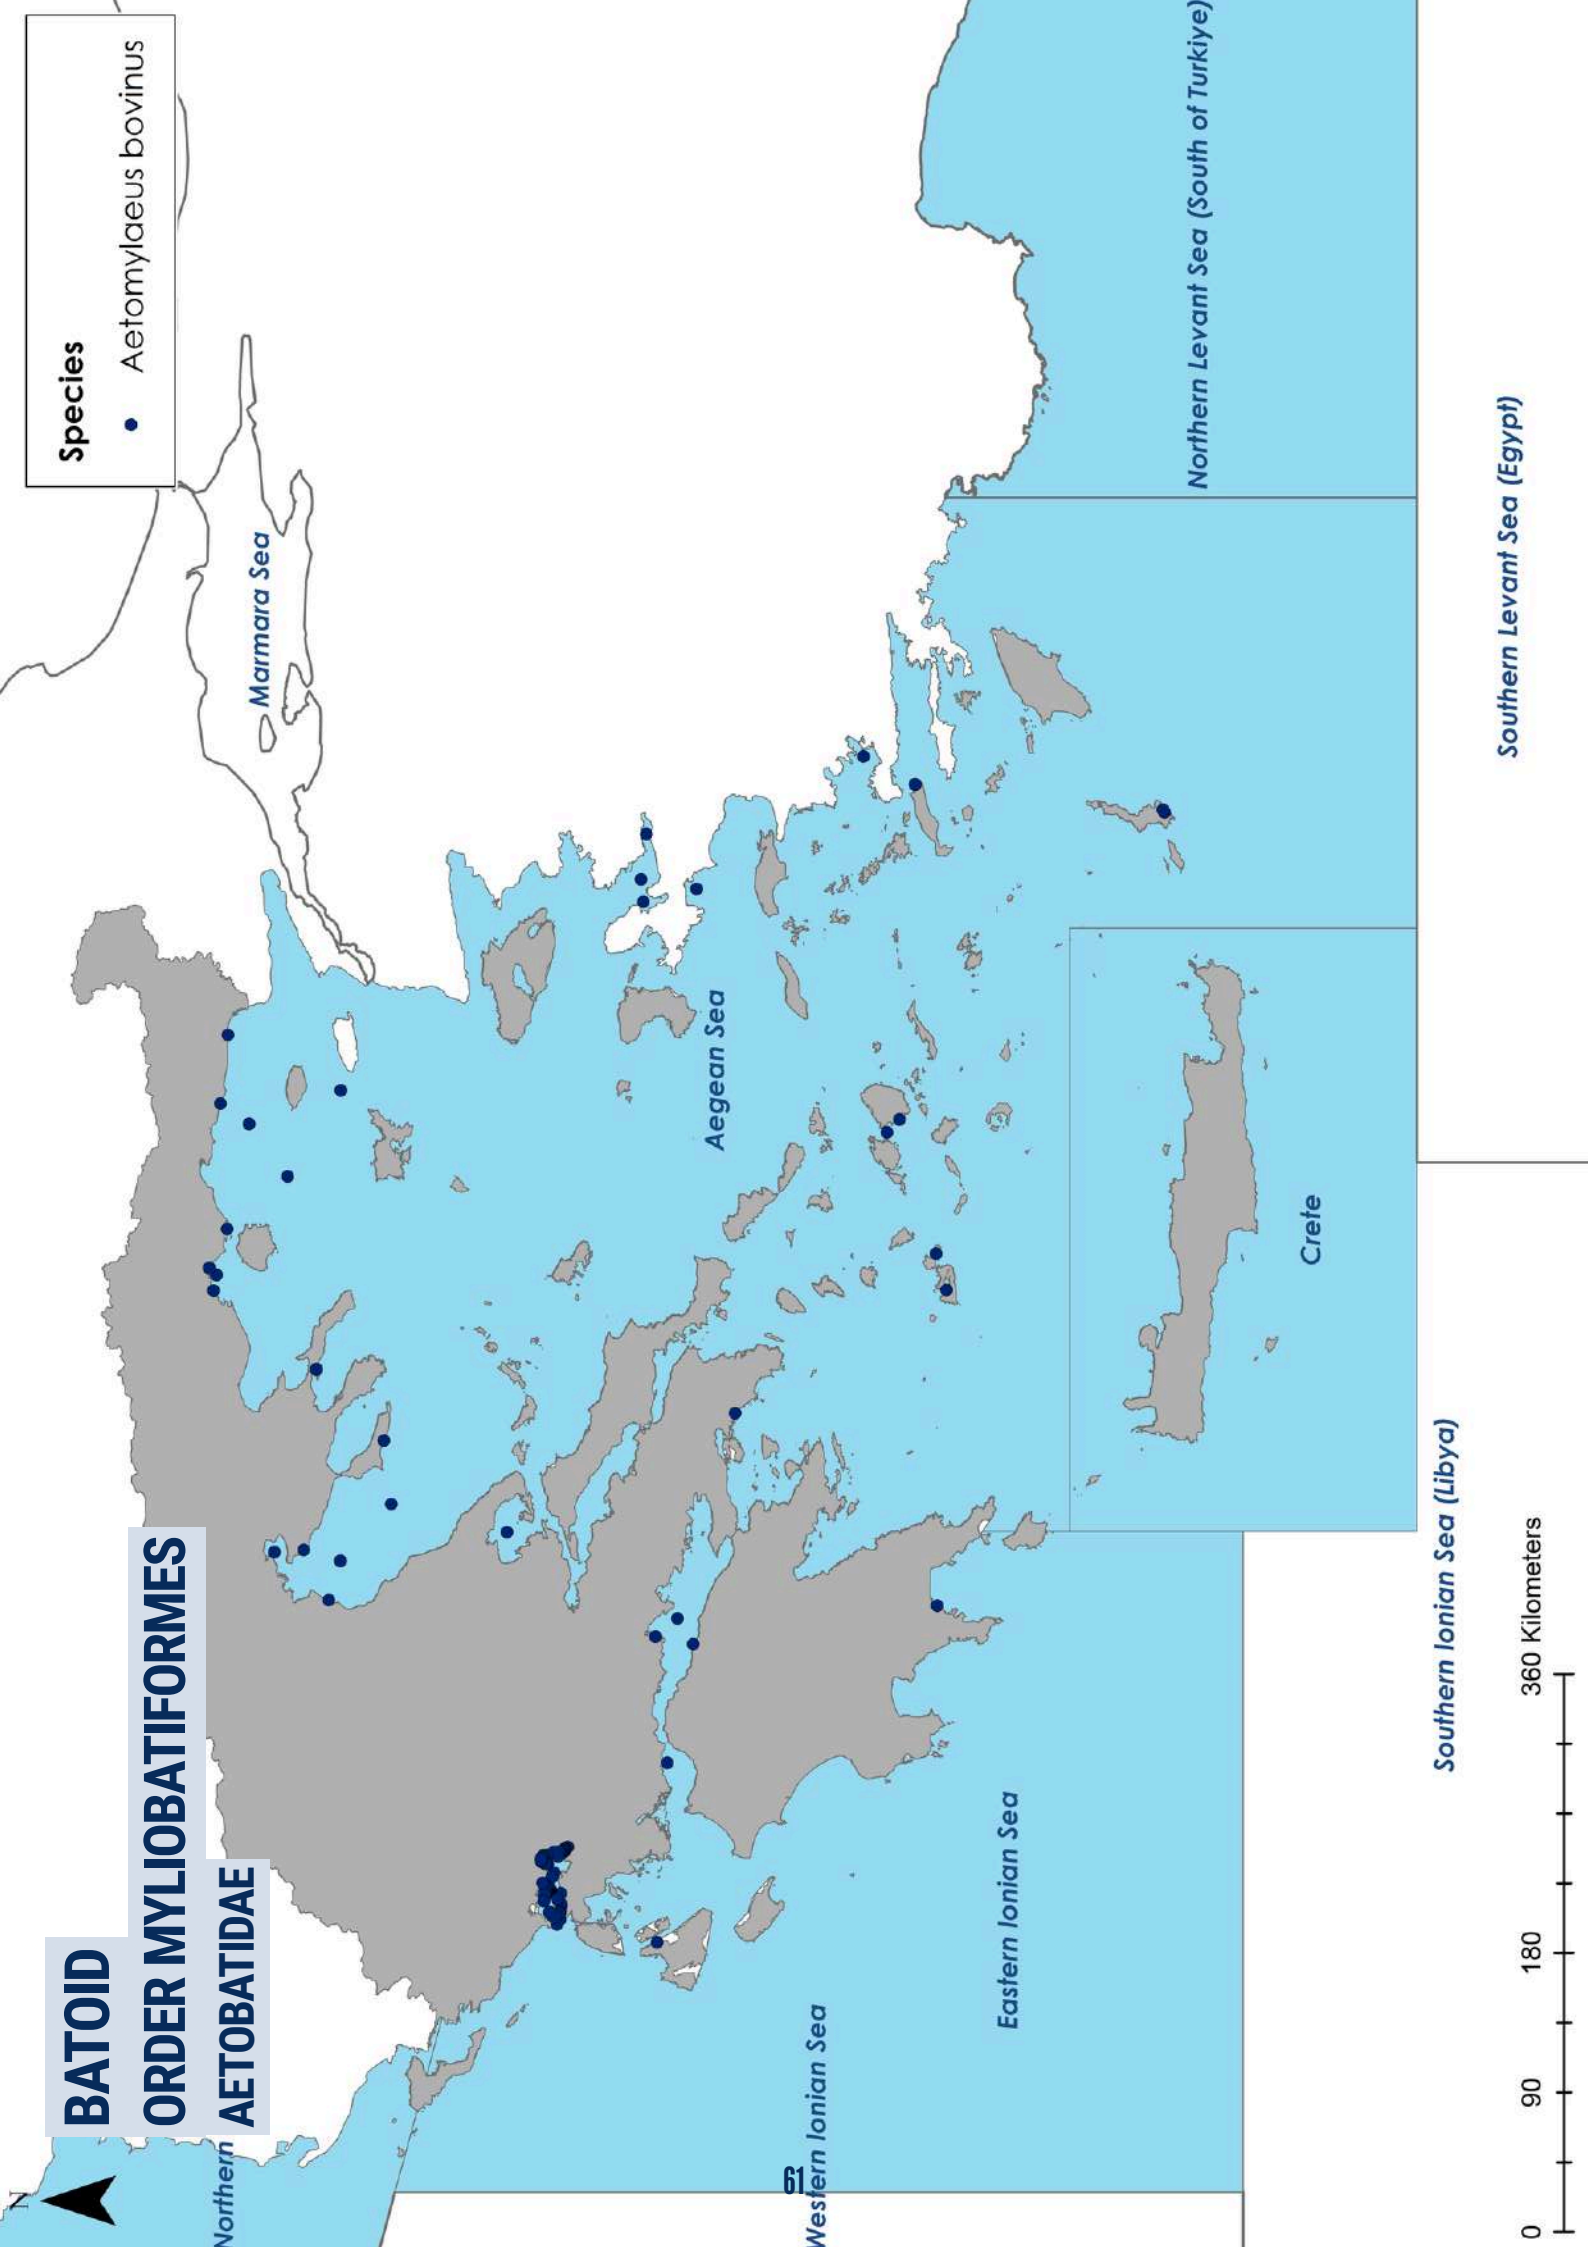 BATOID
ORDER MYLIOBATIFORMES
AETOBATIDAE
Species
Aetomylaeus bovinus
N
Northern
Marmara Sea
Aegean Sea
Western Ionian Sea
Eastern Ionian Sea
Crete
Northern Levant Sea (South of Turkiye)
Southern Ionian Sea (Libya)
Southern Levant Sea (Egypt)
0 90 180 360 Kilometers
61